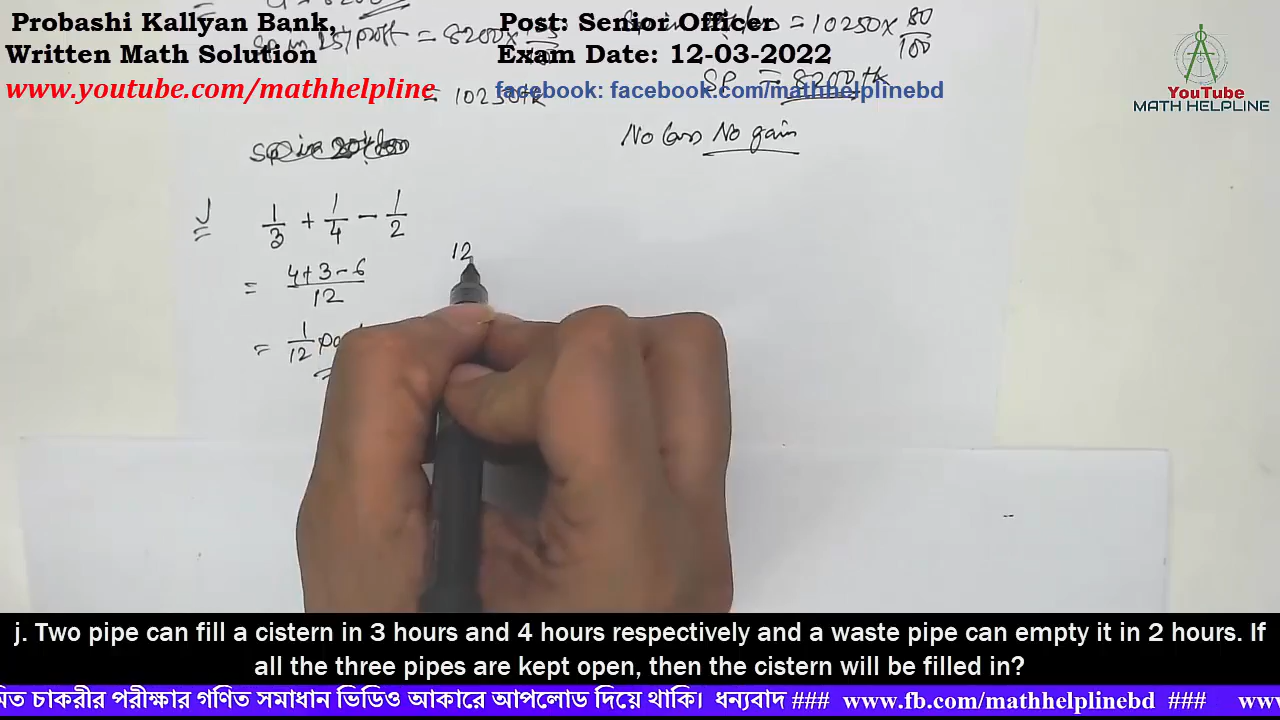 Probashi Kallyan Bank, Post: Senior Officer
Written Math Solution Exam Date: 12-03-2022
www.youtube.com/mathhelpline facebook: facebook.com/mathhelplinebd
YouTube
MATH HELPLINE
= 8200×
= 10250tk
= 10250×80/100
SP = 8200tk
No loss No gain
J 1/3 + 1/4 − 1/2
= 4+3−6/12
= 1/12
12
j. Two pipe can fill a cistern in 3 hours and 4 hours respectively and a waste pipe can empty it in 2 hours. If
all the three pipes are kept open, then the cistern will be filled in?
মিত চাকরীর পরীক্ষার গণিত সমাধান ভিডিও আকারে আপলোড দিয়ে থাকি। ধন্যবাদ ### www.fb.com/mathhelplinebd ### ww